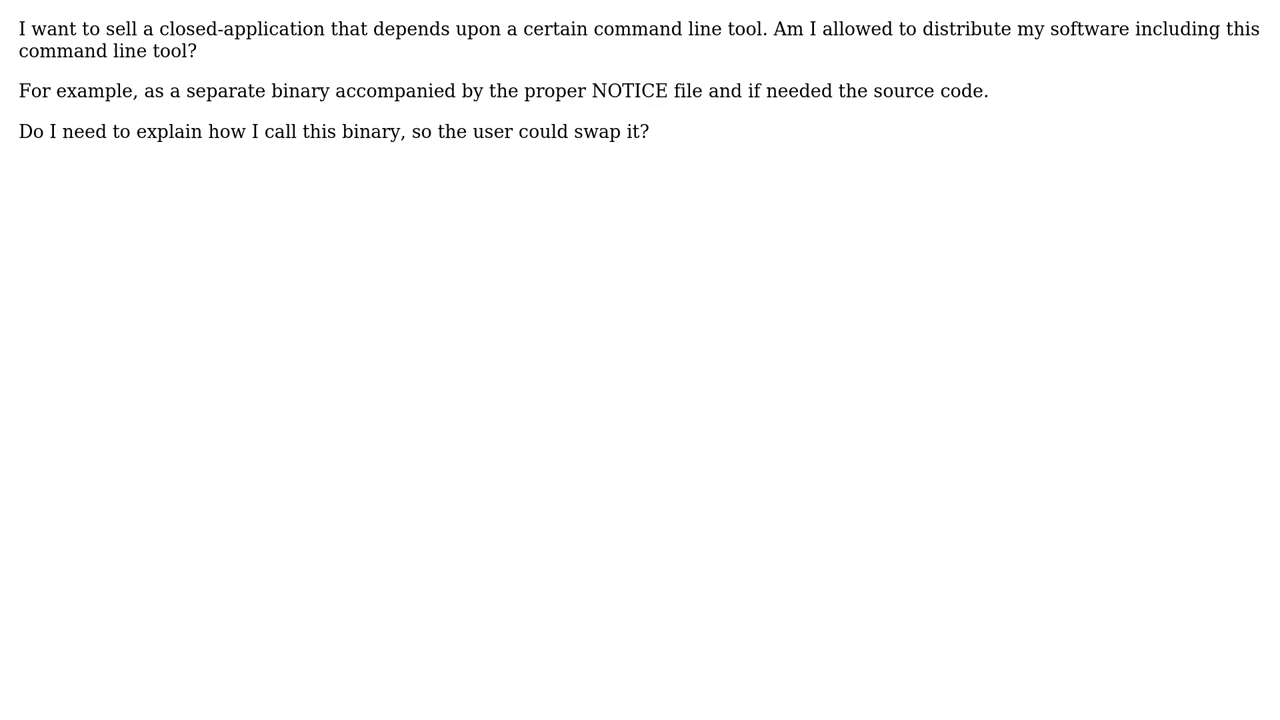 I want to sell a closed-application that depends upon a certain command line tool. Am I allowed to distribute my software including this
command line tool?
For example, as a separate binary accompanied by the proper NOTICE file and if needed the source code.
Do I need to explain how I call this binary, so the user could swap it?